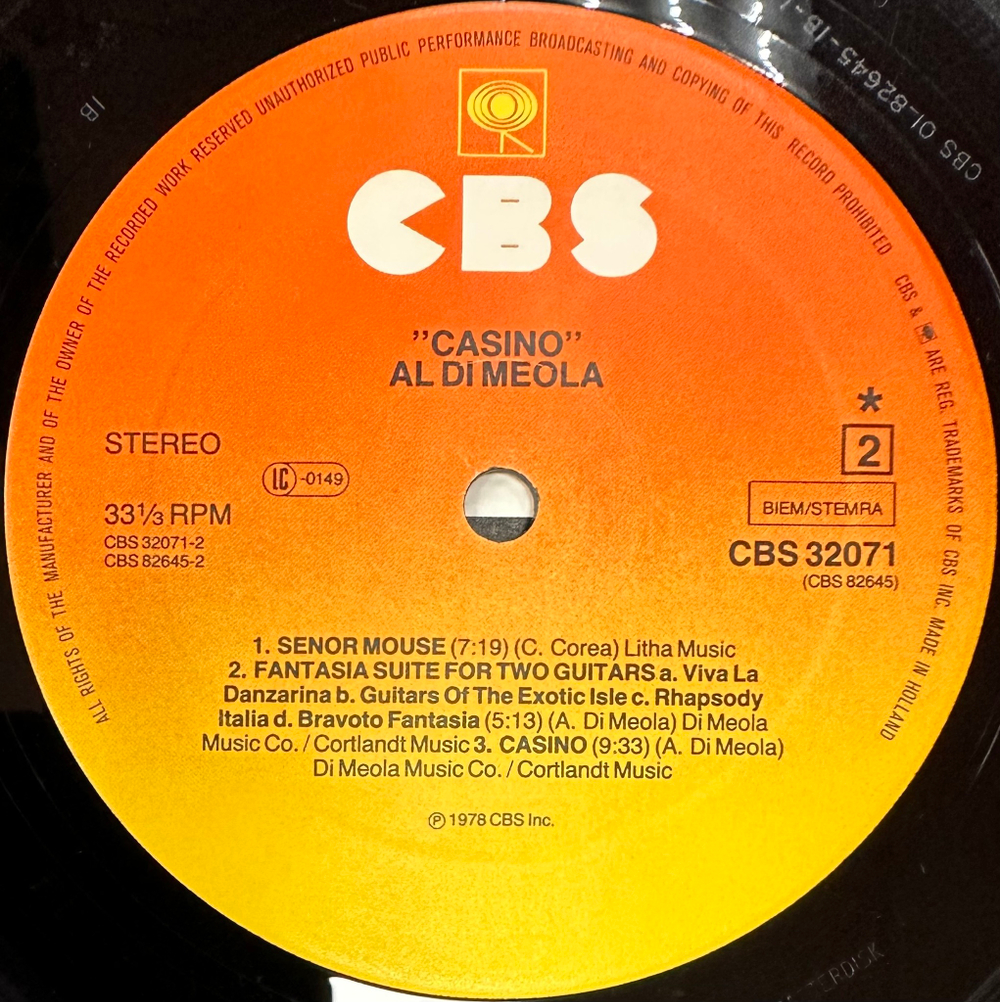 ALL RIGHTS OF THE MANUFACTURER AND OF THE OWNER OF THE RECORDED WORK RESERVED UNAUTHORIZED PUBLIC PERFORMANCE BROADCASTING AND COPYING OF THIS RECORD PROHIBITED CBS & ARE REG. TRADEMARKS OF CBS INC. MADE IN HOLLAND
CBS 01-82645-1B-
1B
CBS
"CASINO"
AL DI MEOLA
*
STEREO
2
LC -0149
BIEM/STEMRA
33⅓ RPM
CBS 32071-2
CBS 82645-2
CBS 32071
(CBS 82645)
1. SENOR MOUSE (7:19) (C. Corea) Litha Music
2. FANTASIA SUITE FOR TWO GUITARS a. Viva La
Danzarina b. Guitars Of The Exotic Isle c. Rhapsody
Italia d. Bravoto Fantasia (5:13) (A. Di Meola) Di Meola
Music Co. / Cortlandt Music 3. CASINO (9:33) (A. Di Meola)
Di Meola Music Co. / Cortlandt Music
℗ 1978 CBS Inc.